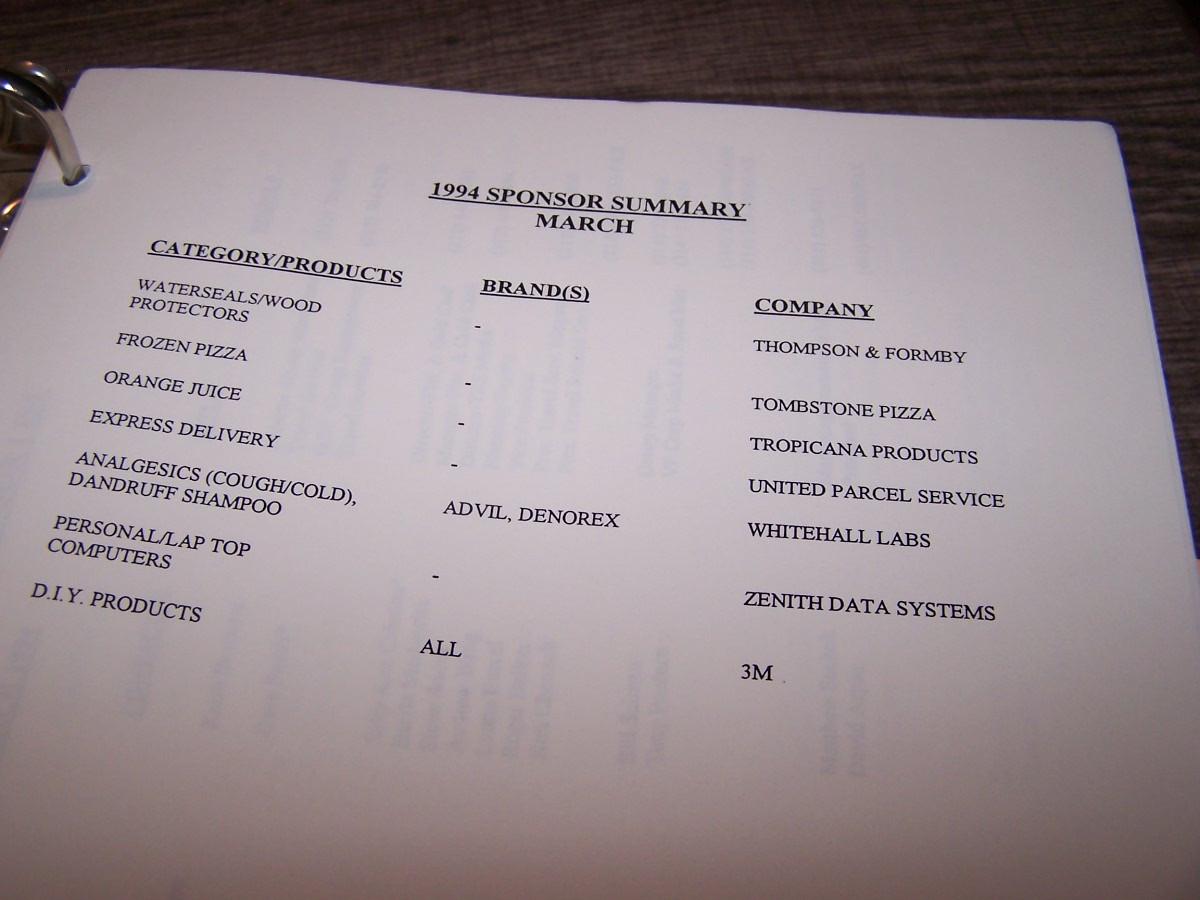 1994 SPONSOR SUMMARY
MARCH
CATEGORY/PRODUCTS BRAND(S) COMPANY
WATERSEALS/WOOD
PROTECTORS - THOMPSON & FORMBY
FROZEN PIZZA - TOMBSTONE PIZZA
ORANGE JUICE - TROPICANA PRODUCTS
EXPRESS DELIVERY - UNITED PARCEL SERVICE
ANALGESICS (COUGH/COLD),
DANDRUFF SHAMPOO ADVIL, DENOREX WHITEHALL LABS
PERSONAL/LAP TOP
COMPUTERS - ZENITH DATA SYSTEMS
D.I.Y. PRODUCTS ALL 3M